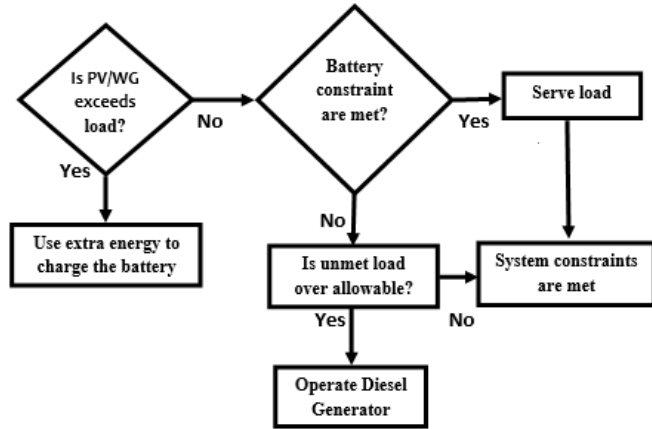 Is PV/WG
exceeds
load?
No
Yes
Use extra energy to
charge the battery
Battery
constraint
are met?
Yes
Serve load
No
Is unmet load
over allowable?
No
System constraints
are met
Yes
Operate Diesel
Generator